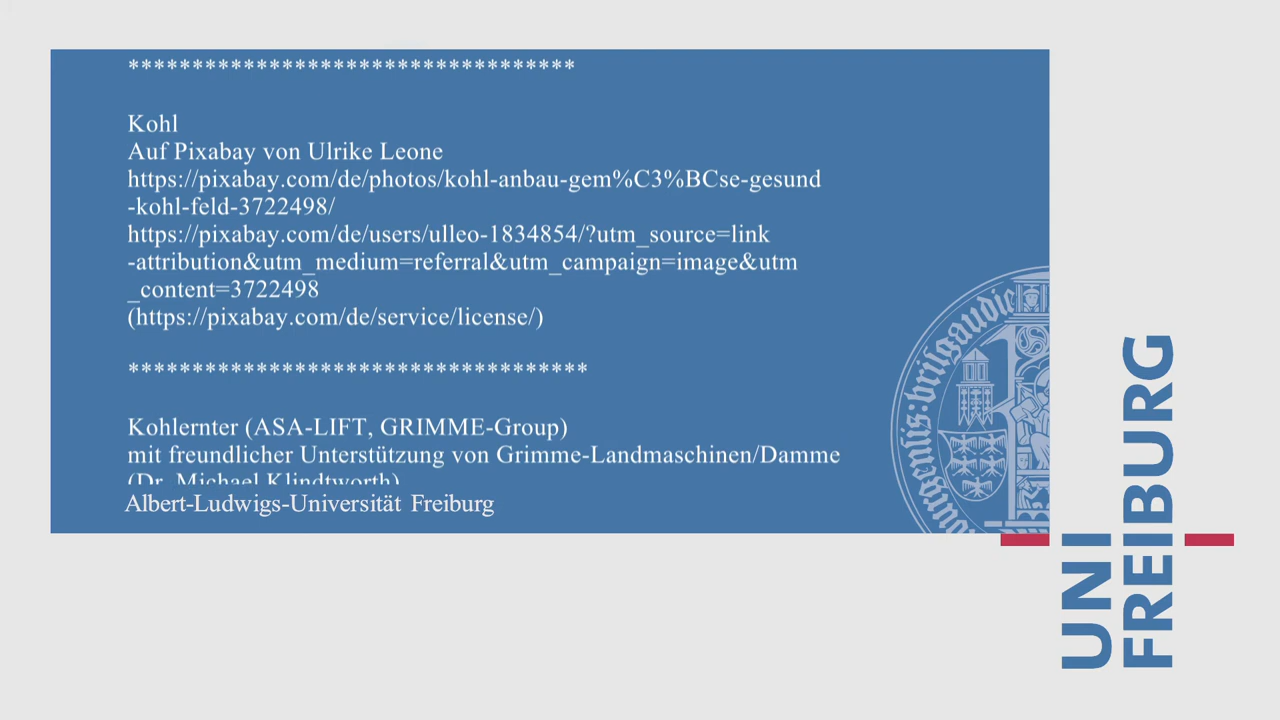 ***********************************
Kohl
Auf Pixabay von Ulrike Leone
https://pixabay.com/de/photos/kohl-anbau-gem%C3%BCse-gesund
-kohl-feld-3722498/
https://pixabay.com/de/users/ulleo-1834854/?utm_source=link
-attribution&utm_medium=referral&utm_campaign=image&utm
_content=3722498
(https://pixabay.com/de/service/license/)
************************************
Kohlernter (ASA-LIFT, GRIMME-Group)
mit freundlicher Unterstützung von Grimme-Landmaschinen/Damme
(Dr. Michael Klindtworth)
Albert-Ludwigs-Universität Freiburg
UNI
FREIBURG